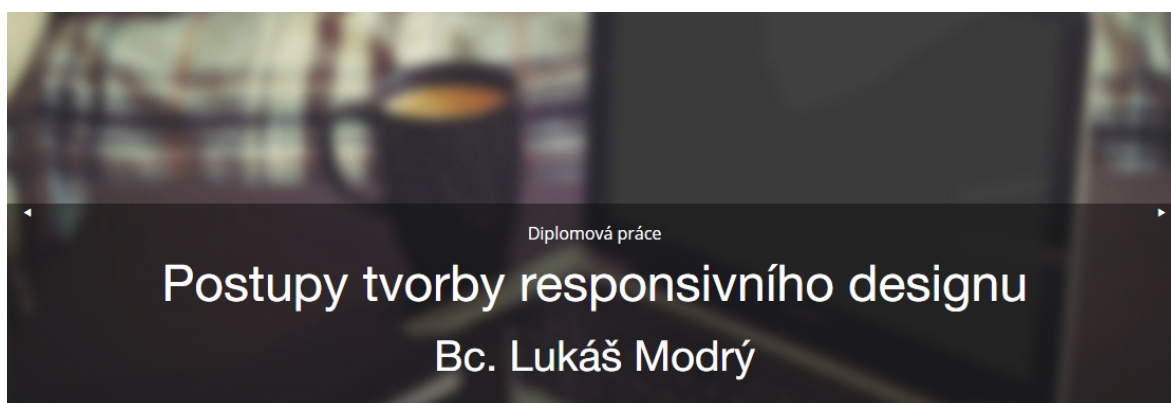 Diplomová práce
Postupy tvorby responsivního designu
Bc. Lukáš Modrý